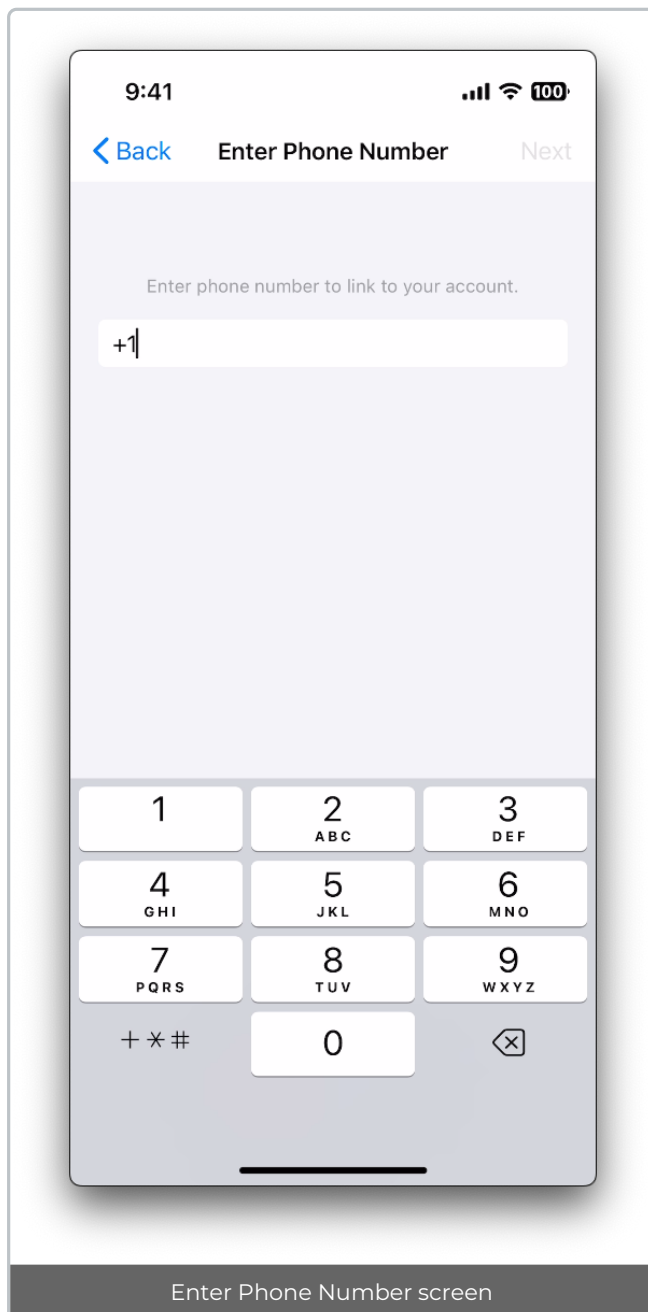 9:41 100
Back Enter Phone Number Next
Enter phone number to link to your account.
+1
1 2 3
ABC DEF
4 5 6
GHI JKL MNO
7 8 9
PQRS TUV WXYZ
+*# 0
Enter Phone Number screen